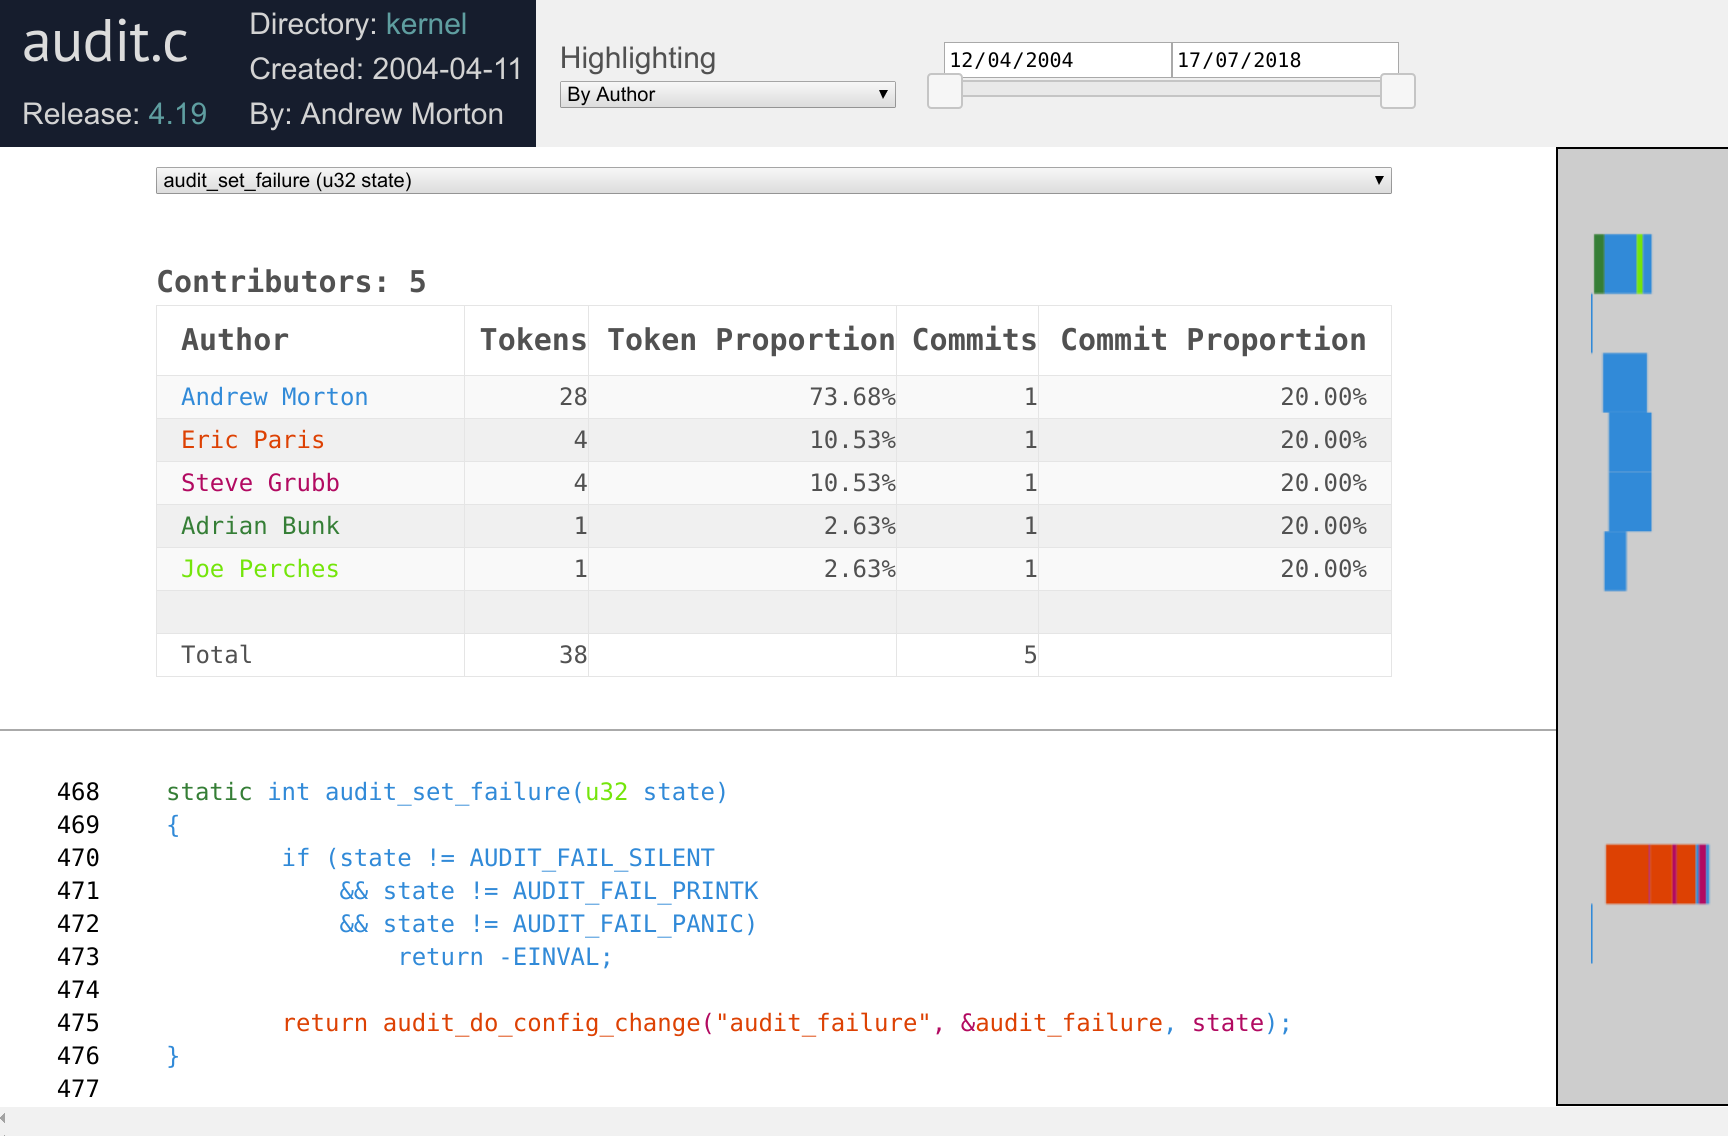 audit.c
Release: 4.19
Directory: kernel
Created: 2004-04-11
By: Andrew Morton
Highlighting
By Author
12/04/2004 17/07/2018
audit_set_failure (u32 state)
Contributors: 5
Author Tokens Token Proportion Commits Commit Proportion
Andrew Morton 28 73.68% 1 20.00%
Eric Paris 4 10.53% 1 20.00%
Steve Grubb 4 10.53% 1 20.00%
Adrian Bunk 1 2.63% 1 20.00%
Joe Perches 1 2.63% 1 20.00%
Total 38 5
468 static int audit_set_failure(u32 state)
469 {
470 if (state != AUDIT_FAIL_SILENT
471 && state != AUDIT_FAIL_PRINTK
472 && state != AUDIT_FAIL_PANIC)
473 return -EINVAL;
474
475 return audit_do_config_change("audit_failure", &audit_failure, state);
476 }
477